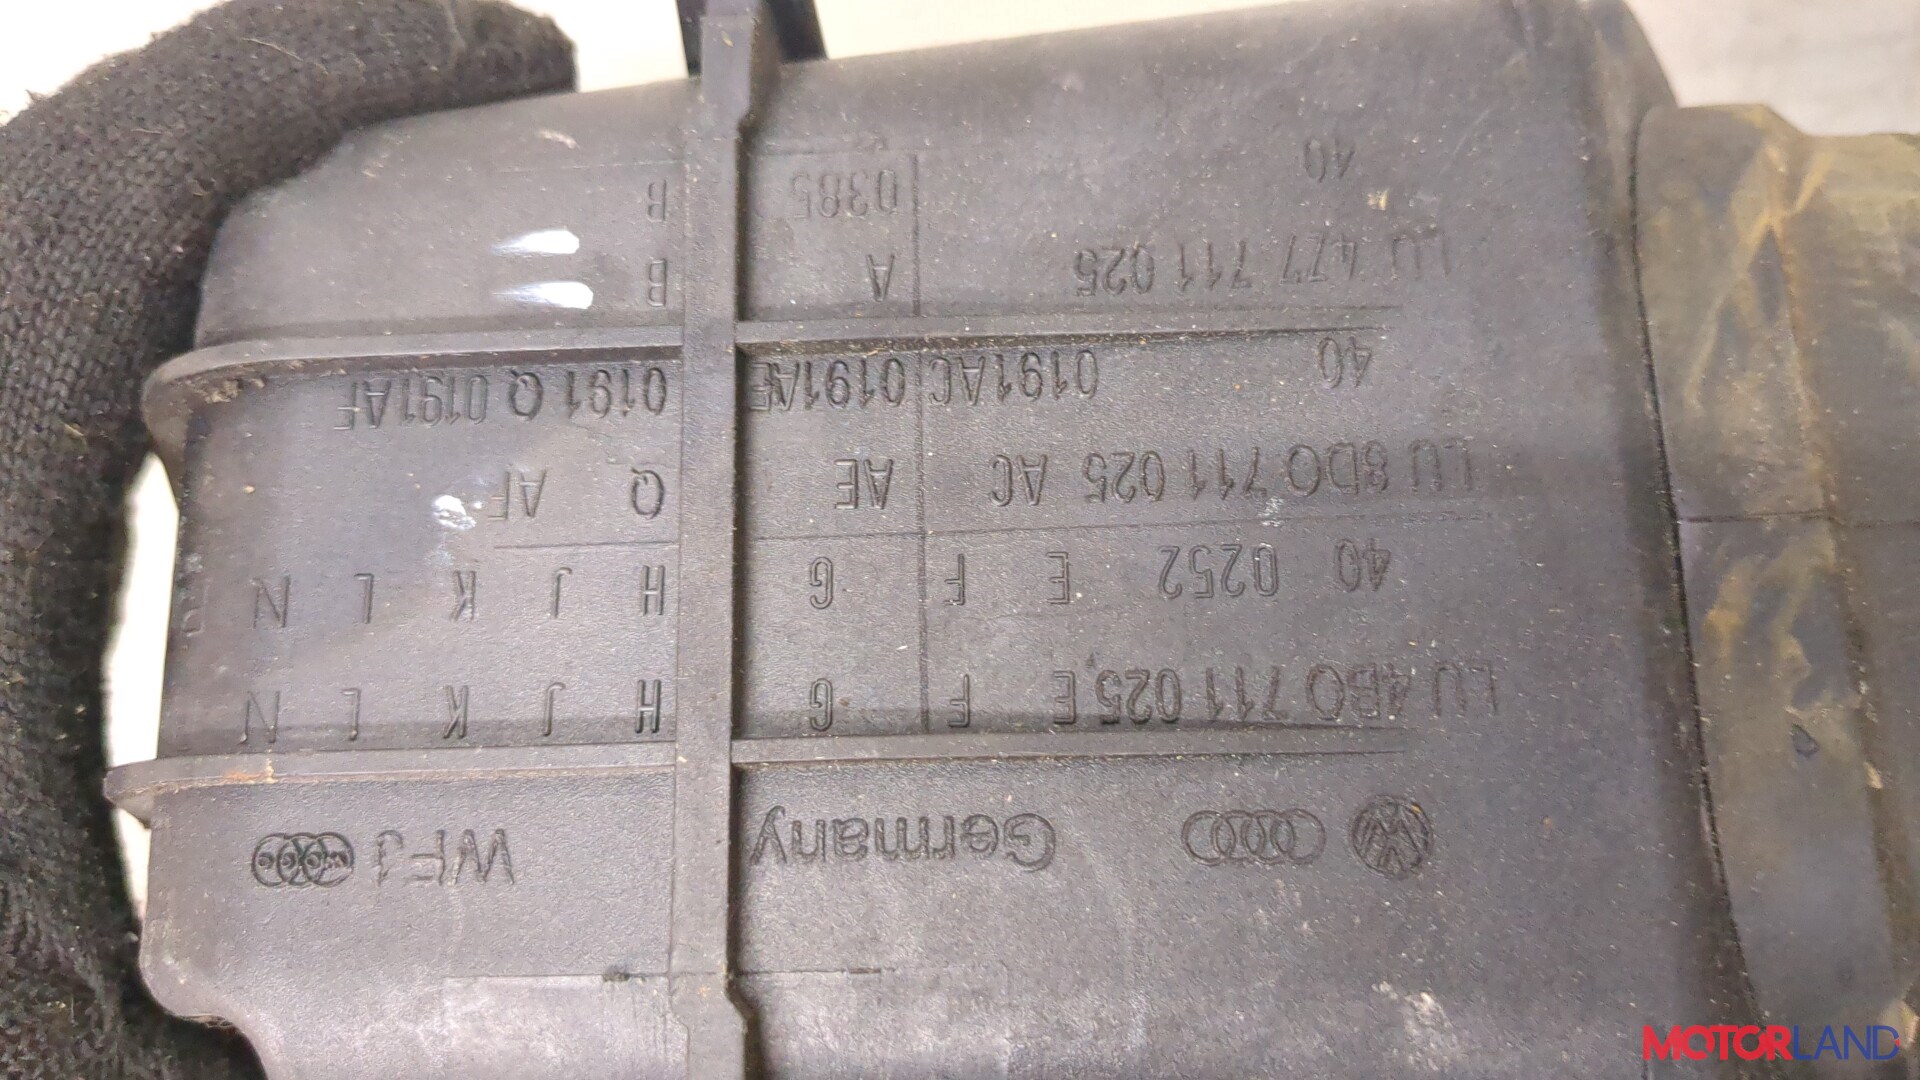 Germany
LU 4B0 711 025 E F G H J K L N
40 0252 E F G H J K L N
LU 8D0 711 025 AC AE Q AF
40 0191AC 0191AE 0191 Q 0191AF
LU 4Z7 711 025 A B
40 0385 B
MOTORLAND